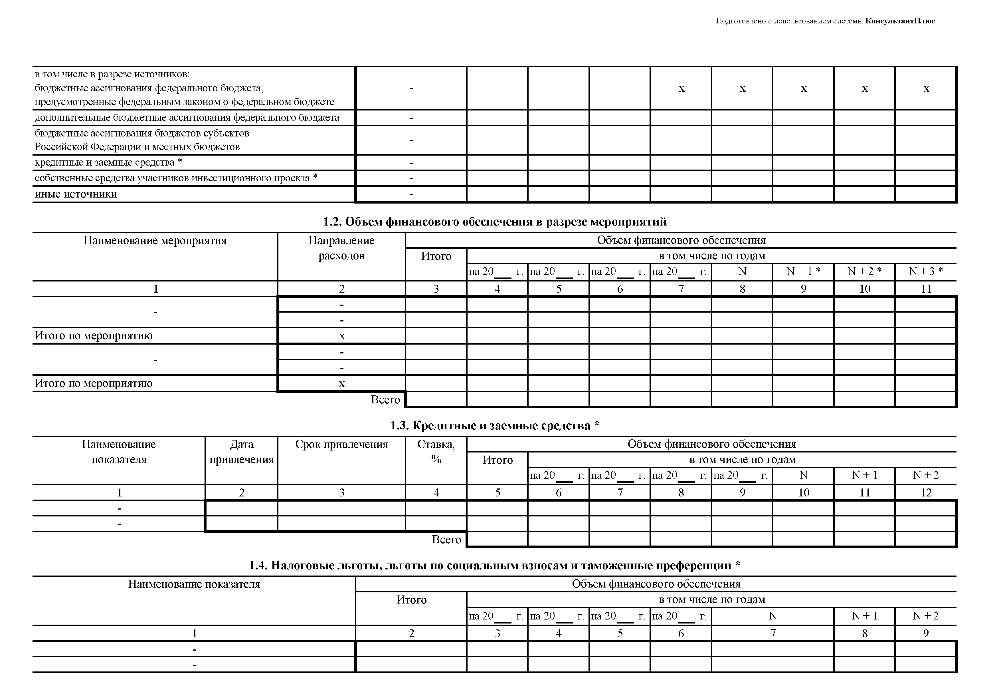 Подготовлено с использованием системы КонсультантПлюс
в том числе в разрезе источников:
бюджетные ассигнования федерального бюджета,
предусмотренные федеральным законом о федеральном бюджете
- х х х х х
дополнительные бюджетные ассигнования федерального бюджета -
бюджетные ассигнования бюджетов субъектов
Российской Федерации и местных бюджетов
-
кредитные и заемные средства * -
собственные средства участников инвестиционного проекта * -
иные источники -
1.2. Объем финансового обеспечения в разрезе мероприятий
Наименование мероприятия Направление Объем финансового обеспечения
расходов Итого в том числе по годам
на 20___ г. на 20___ г. на 20___ г. на 20___ г. N N + 1 * N + 2 * N + 3 *
1 2 3 4 5 6 7 8 9 10 11
-
-
-
Итого по мероприятию х
-
-
-
Итого по мероприятию х
Всего
1.3. Кредитные и заемные средства *
Наименование Дата Срок привлечения Ставка, Объем финансового обеспечения
показателя привлечения % Итого в том числе по годам
на 20___ г. на 20___ г. на 20___ г. на 20___ г. N N + 1 N + 2
1 2 3 4 5 6 7 8 9 10 11 12
-
-
Всего
1.4. Налоговые льготы, льготы по социальным взносам и таможенные преференции *
Наименование показателя Объем финансового обеспечения
Итого в том числе по годам
на 20___ г. на 20___ г. на 20___ г. на 20___ г. N N + 1 N + 2
1 2 3 4 5 6 7 8 9
-
-